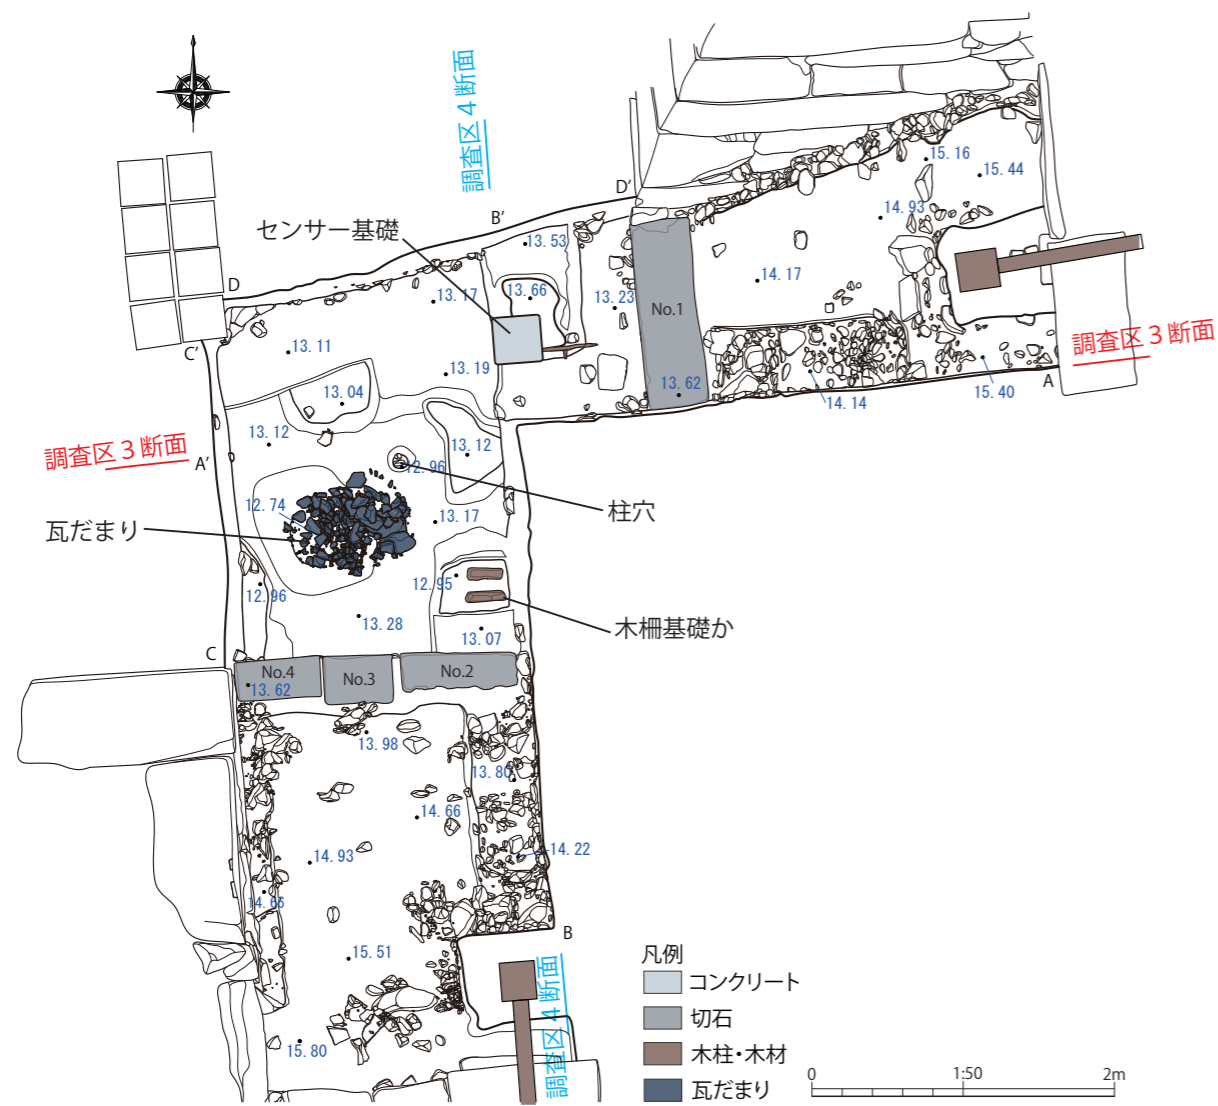 調査区４断面
D'
15.16
15.44
B'
14.93
センサー基礎
13.53
D
13.17
13.66
13.23
14.17
No.1
調査区３断面
C'
13.11
13.19
13.62
A
13.04
14.14
15.40
13.12
調査区３断面
13.12
A'
12.96
12.74
柱穴
13.17
瓦だまり
12.95
12.96
13.28
木柵基礎か
13.07
C
No.4
No.3
No.2
13.62
13.98
13.80
14.66
14.22
14.93
14.66
B
15.51
調査区４断面
凡例
コンクリート
切石
木柱・木材
瓦だまり
15.80
0
1:50
2m